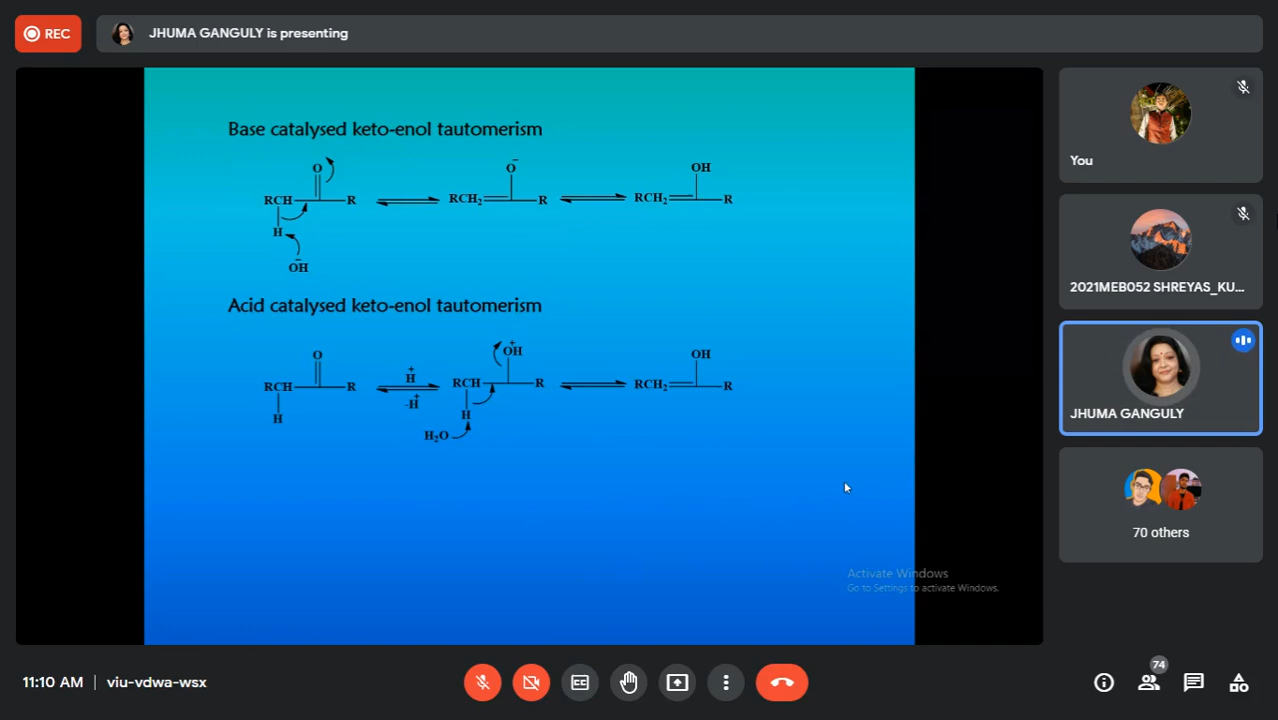 REC
JHUMA GANGULY is presenting
You
2021MEB052 SHREYAS_KU...
JHUMA GANGULY
70 others
Base catalysed keto-enol tautomerism
O
RCH R
H
OH
-
O-
RCH2 R
OH
RCH2 R
Acid catalysed keto-enol tautomerism
O
RCH R
H
+
H
+
-H
+
OH
RCH R
H
H2O
OH
RCH2 R
Activate Windows
Go to Settings to activate Windows.
11:10 AM | viu-vdwa-wsx
CC
74